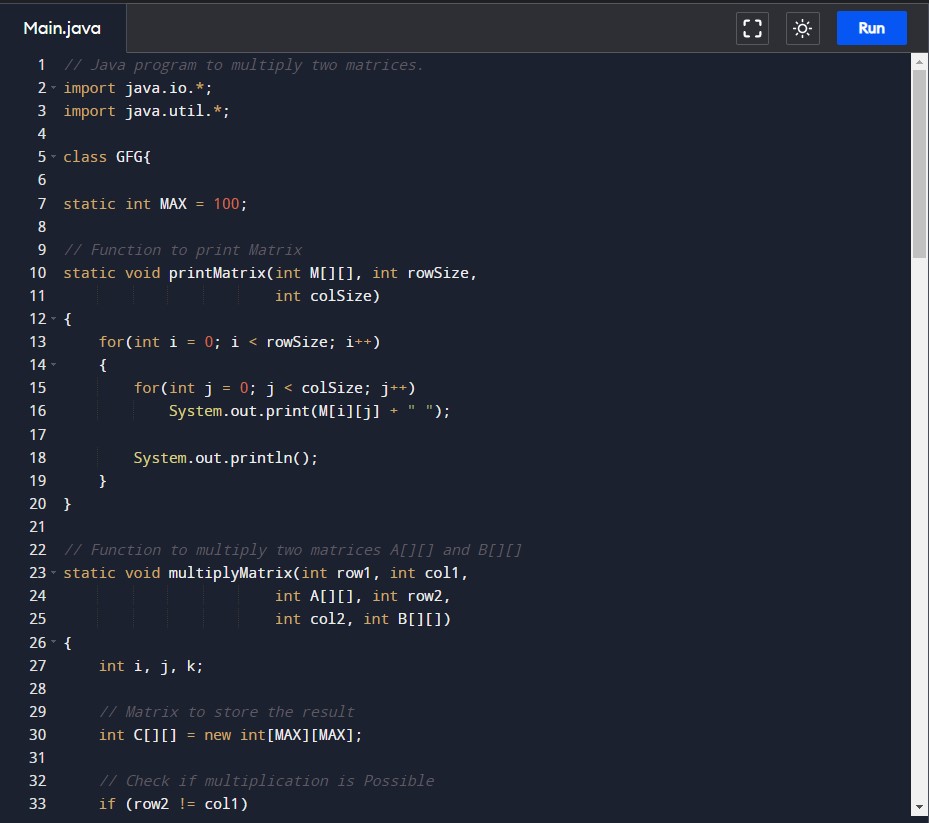 Main.java
Run
1 // Java program to multiply two matrices.
2 import java.io.*;
3 import java.util.*;
4
5 class GFG{
6
7 static int MAX = 100;
8
9 // Function to print Matrix
10 static void printMatrix(int M[][], int rowSize,
11                         int colSize)
12 {
13     for(int i = 0; i < rowSize; i++)
14     {
15         for(int j = 0; j < colSize; j++)
16             System.out.print(M[i][j] + " ");
17
18         System.out.println();
19     }
20 }
21
22 // Function to multiply two matrices A[][] and B[][]
23 static void multiplyMatrix(int row1, int col1,
24                         int A[][], int row2,
25                         int col2, int B[][])
26 {
27     int i, j, k;
28
29     // Matrix to store the result
30     int C[][] = new int[MAX][MAX];
31
32     // Check if multiplication is Possible
33     if (row2 != col1)